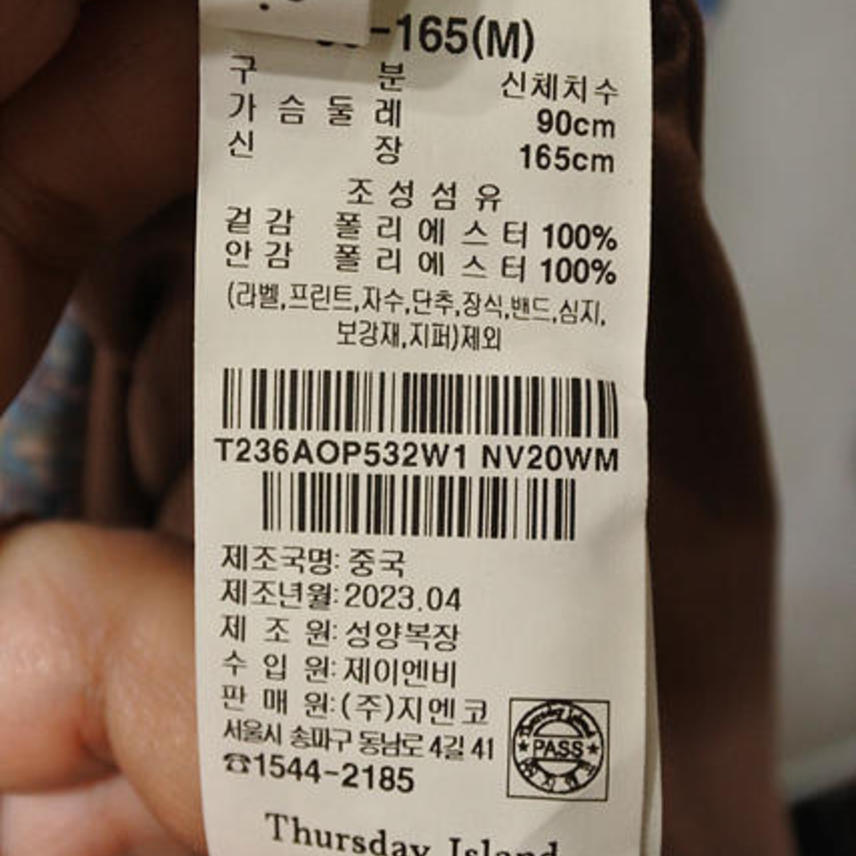 -165(M)
구 분 신체치수
가 슴 둘 레 90cm
신 장 165cm
조 성 섬 유
겉 감 폴 리 에 스 터 100%
안 감 폴 리 에 스 터 100%
(라벨,프린트,자수,단추,장식,밴드,심지,
보강재,지퍼)제외
T236AOP532W1 NV20WM
제조국명: 중국
제조년월: 2023.04
제 조 원: 성양복장
수 입 원: 제이엔비
판 매 원: (주)지엔코
서울시 송파구 동남로 4길 41
☎1544-2185
Thursday Island
PASS
Thursday Island